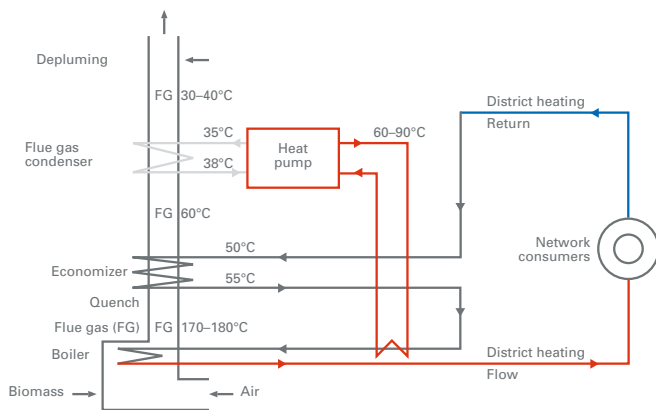 Depluming
FG 30–40°C
District heating
Return
35°C
60–90°C
Flue gas
condenser
Heat
pump
38°C
FG 60°C
50°C
Network
consumers
Economizer
55°C
Quench
Flue gas (FG)
FG 170–180°C
Boiler
District heating
Flow
Biomass
Air